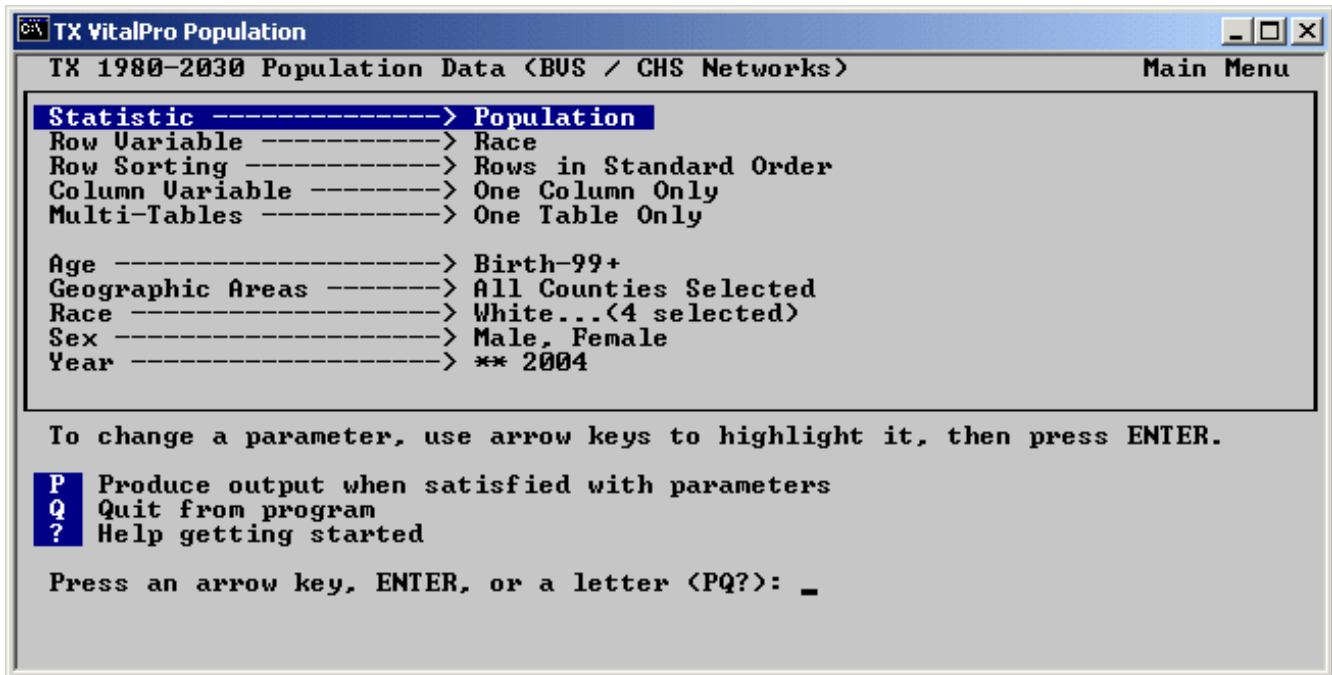 TX VitalPro Population
TX 1980-2030 Population Data (BVS / CHS Networks) Main Menu
Statistic --------------> Population
Row Variable -----------> Race
Row Sorting ------------> Rows in Standard Order
Column Variable --------> One Column Only
Multi-Tables -----------> One Table Only
Age --------------------> Birth-99+
Geographic Areas -------> All Counties Selected
Race -------------------> White...(4 selected)
Sex --------------------> Male, Female
Year -------------------> ** 2004
To change a parameter, use arrow keys to highlight it, then press ENTER.
P Produce output when satisfied with parameters
Q Quit from program
? Help getting started
Press an arrow key, ENTER, or a letter (PQ?): _